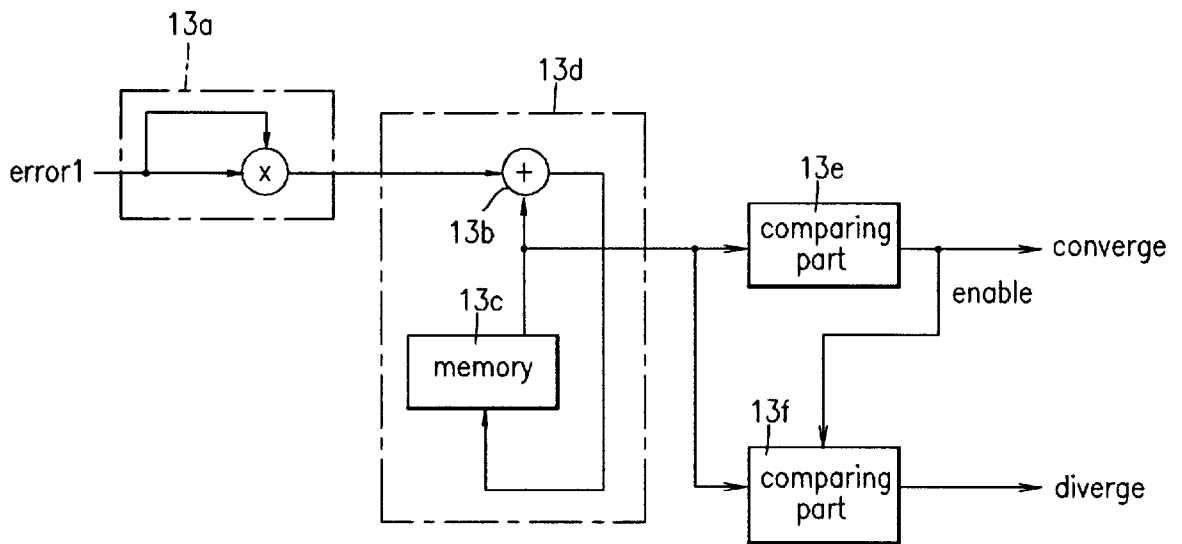 13a
13d
error1
x
+
13b
13e
comparing
part
converge
enable
13c
memory
13f
comparing
part
diverge